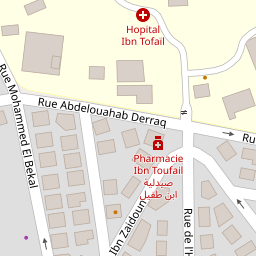 Hopital
Ibn Tofail
Rue Abdelouahab Derraq
Rue Mohammed El Bekal
Ru
Pharmacie
Ibn Toufail
صيدلية
ابن طفيل
Ibn Zaidoun
Rue de l'H